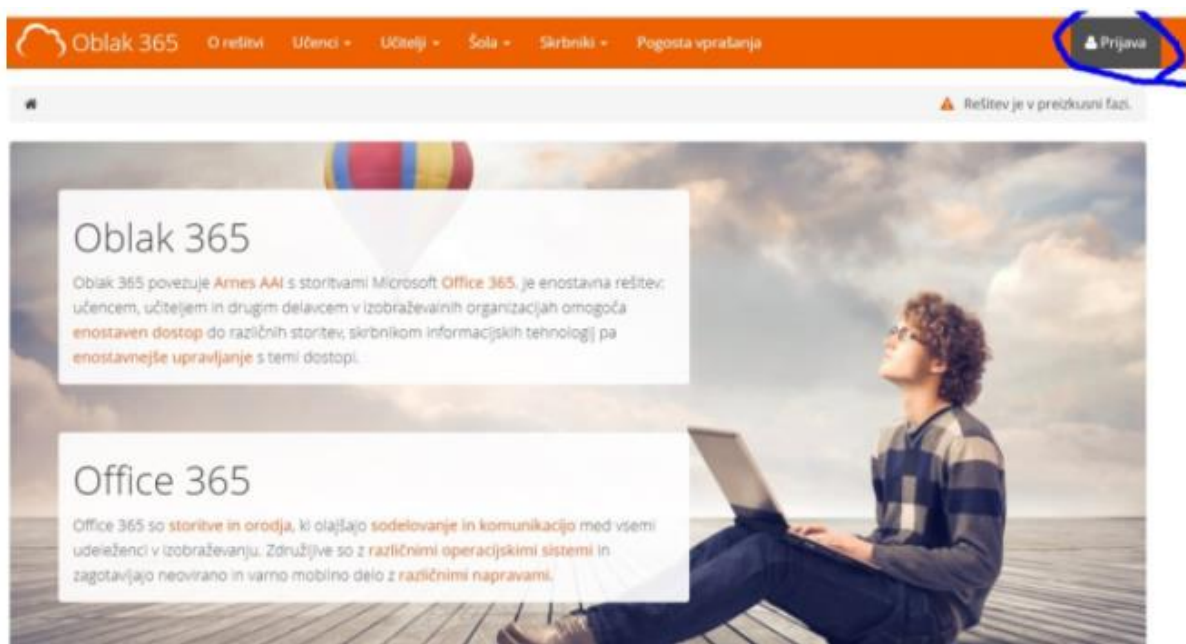 Oblak 365 O rešitvi Učenci Učitelji Šola Skrbniki Pogosta vprašanja Prijava
Rešitev je v preizkusni fazi.
Oblak 365
Oblak 365 povezuje Arnes AAI s storitvami Microsoft Office 365. Je enostavna rešitev:
učencem, učiteljem in drugim delavcem v izobraževalnih organizacijah omogoča
enostaven dostop do različnih storitev, skrbnikom informacijskih tehnologij pa
enostavnejše upravljanje s temi dostopi.
Office 365
Office 365 so storitve in orodja, ki olajšajo sodelovanje in komunikacijo med vsemi
udeleženci v izobraževanju. Združljive so z različnimi operacijskimi sistemi in
zagotavljajo neovirano in varno mobilno delo z različnimi napravami.